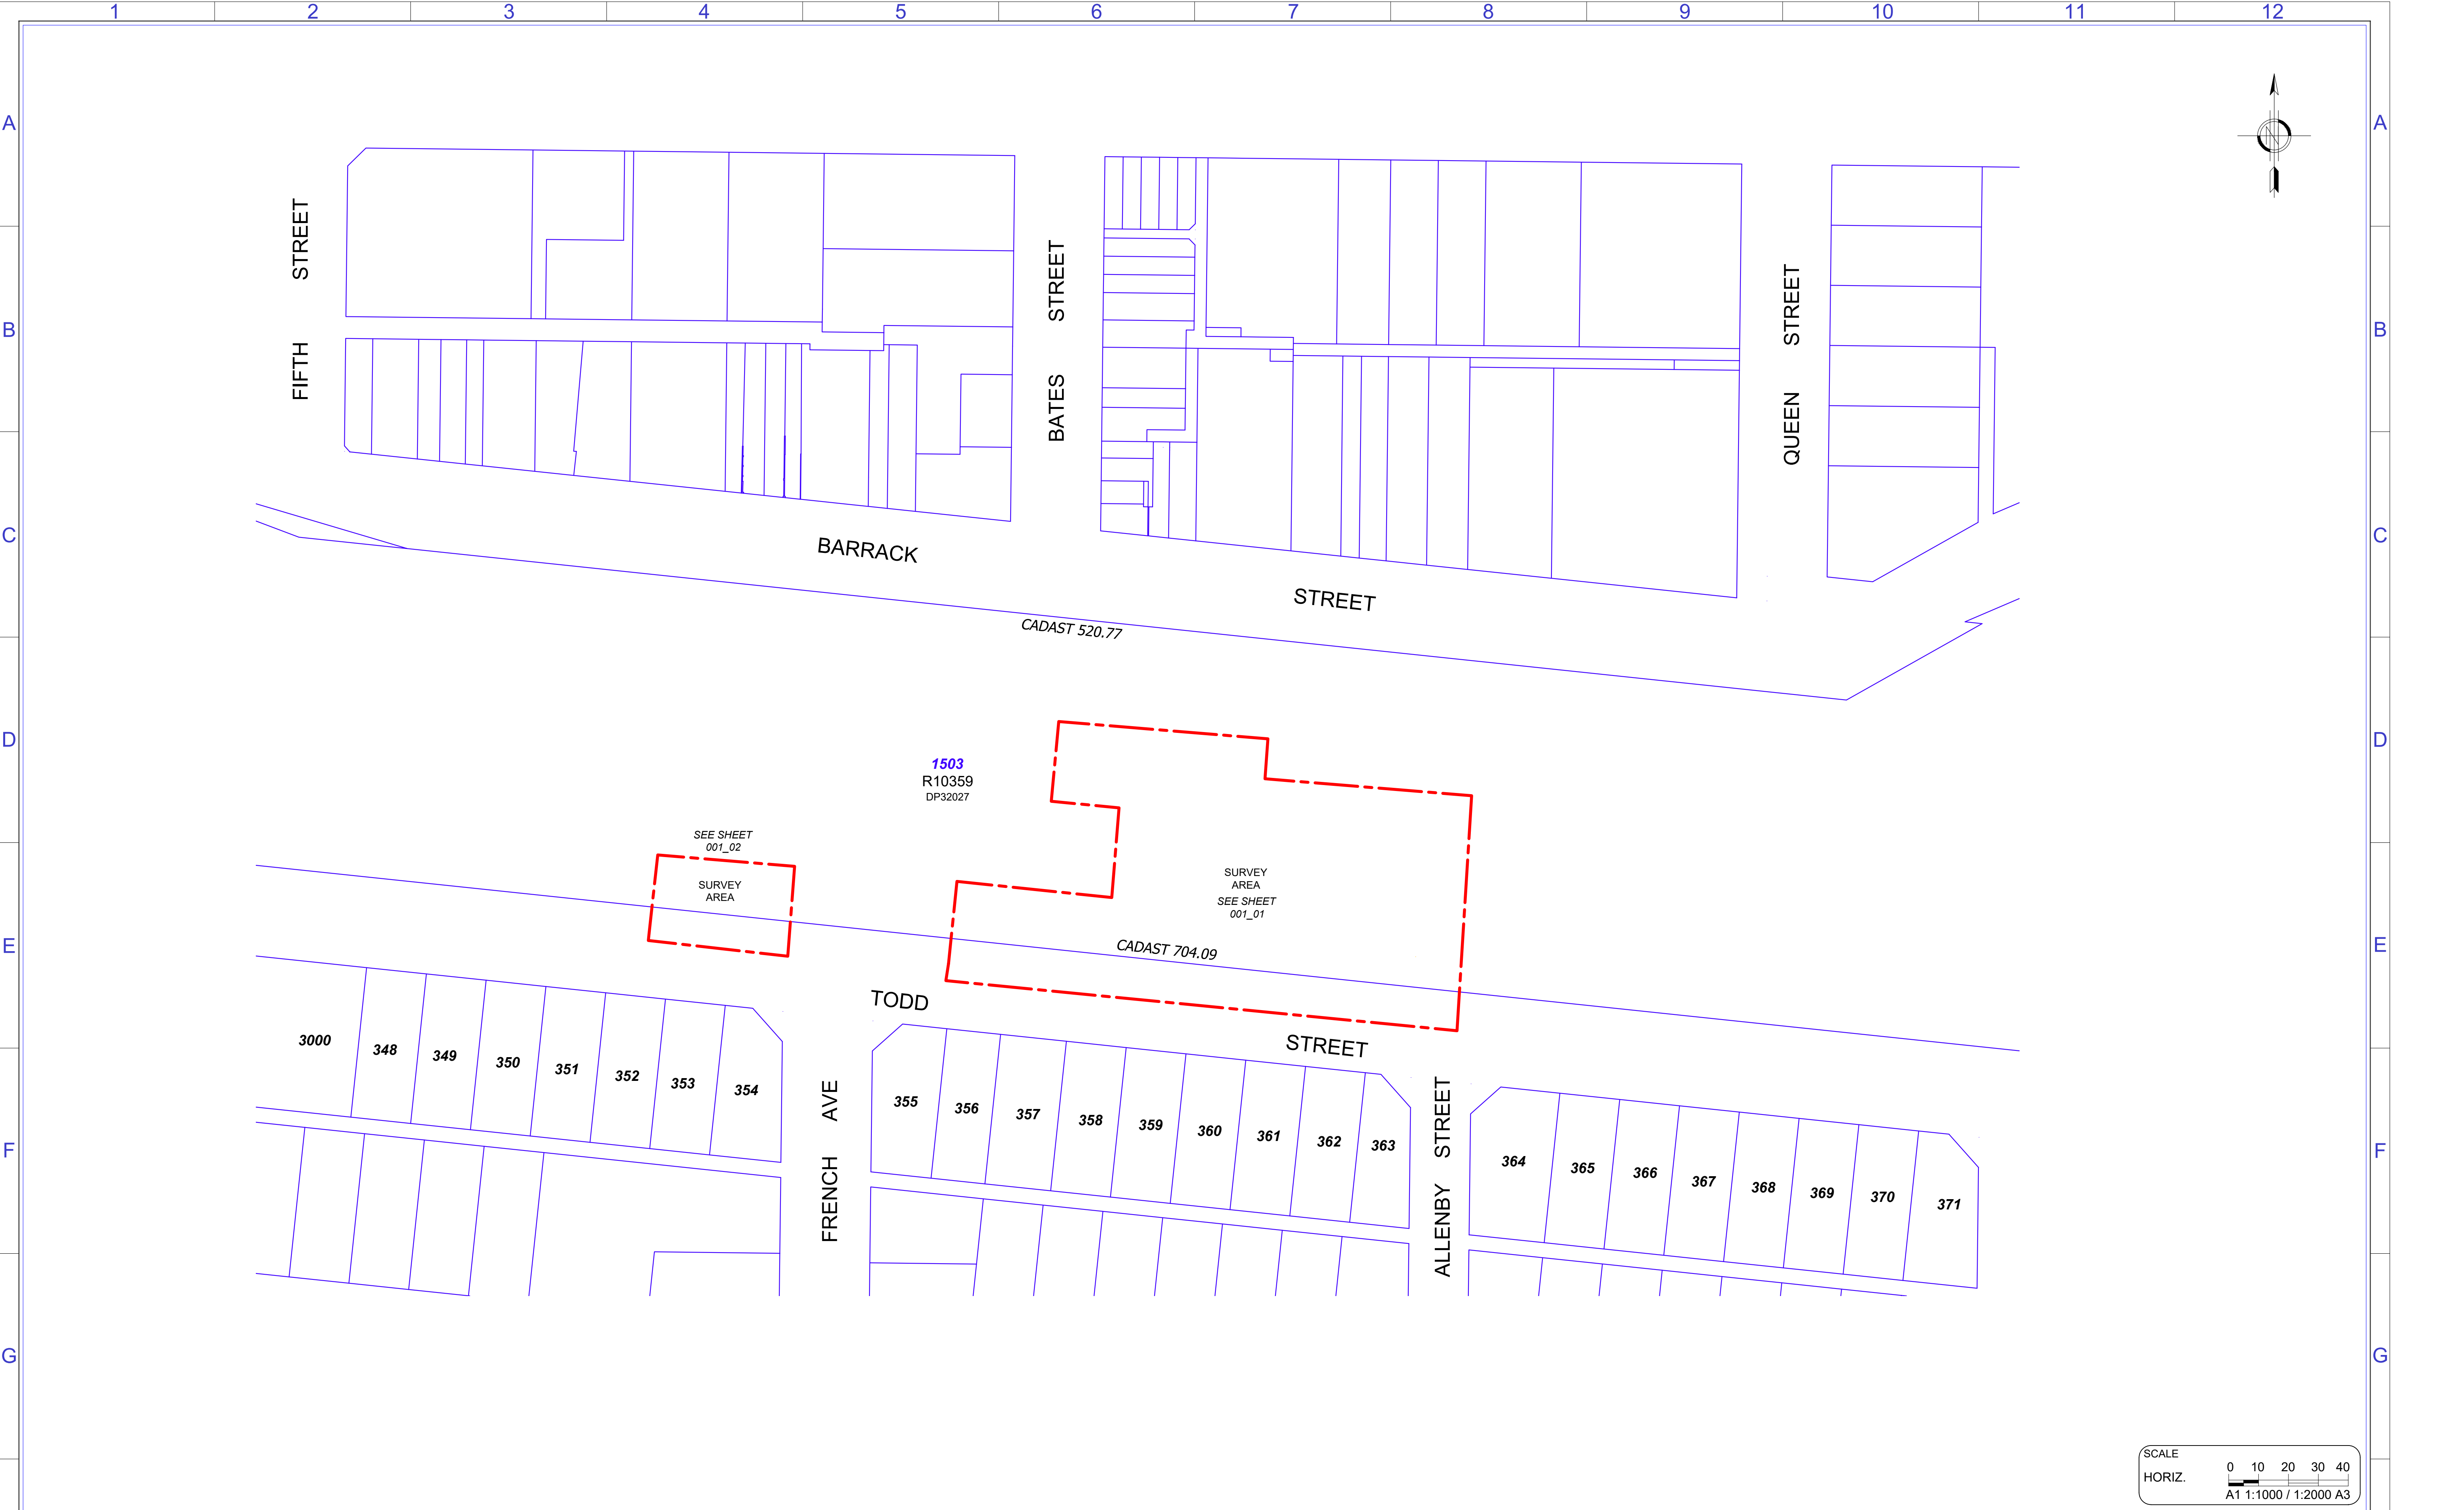 1 2 3 4 5 6 7 8 9 10 11 12
A A
STREET
STREET
STREET
B B
FIFTH
BATES
QUEEN
C C
BARRACK
STREET
CADAST 520.77
D D
1503
R10359
DP32027
SEE SHEET
001_02
SURVEY
AREA
SURVEY
AREA
SEE SHEET
001_01
E E
CADAST 704.09
TODD
STREET
3000 348 349 350 351 352 353 354
355 356 357 358 359 360 361 362 363
364 365 366 367 368 369 370 371
FRENCH AVE
ALLENBY STREET
F F
G G
SCALE
0 10 20 30 40
HORIZ.
A1 1:1000 / 1:2000 A3